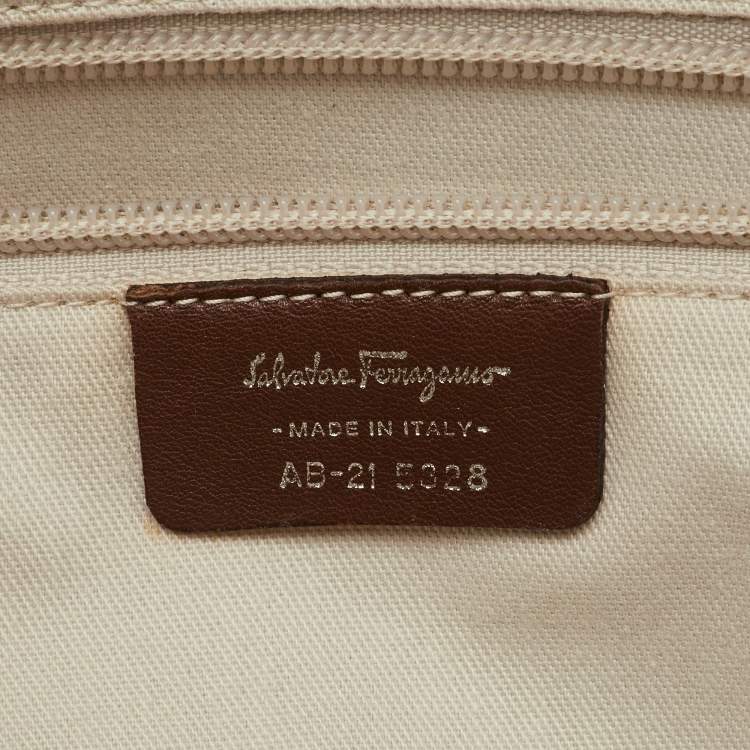 Salvatore Ferragamo
-MADE IN ITALY-
AB-21 5328